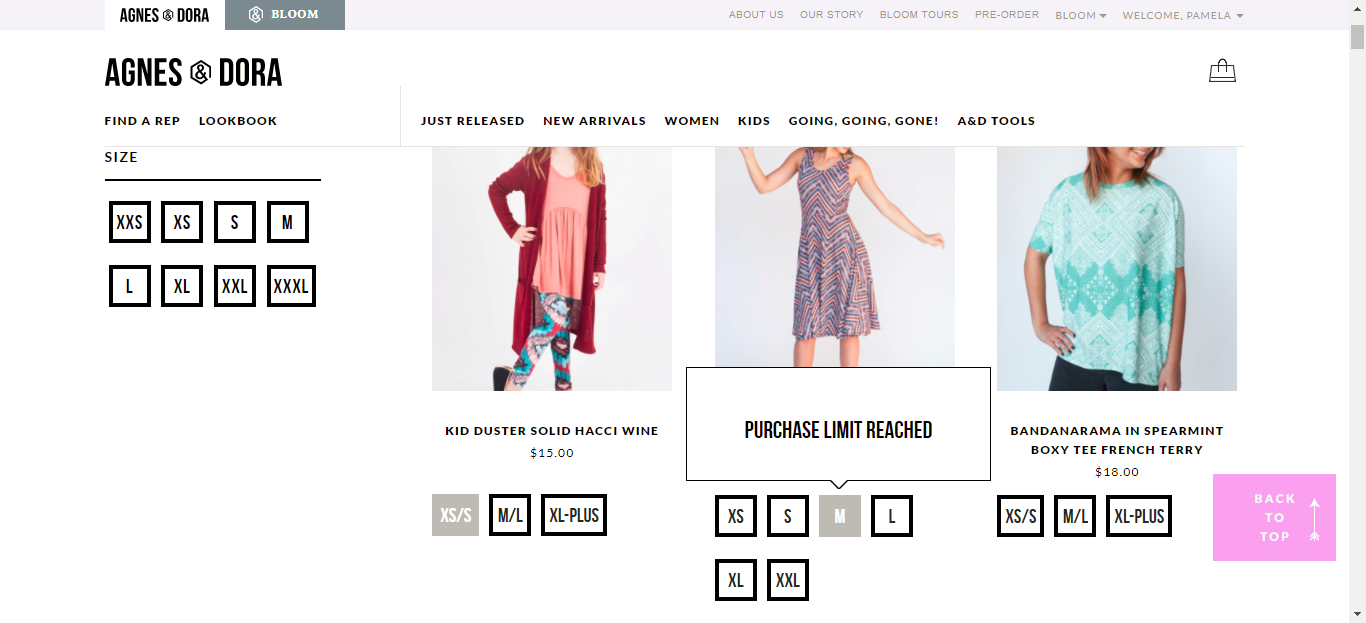 AGNES & DORA
& BLOOM
ABOUT US
OUR STORY
BLOOM TOURS
PRE-ORDER
BLOOM
WELCOME, PAMELA
AGNES & DORA
FIND A REP
LOOKBOOK
JUST RELEASED
NEW ARRIVALS
WOMEN
KIDS
GOING, GOING, GONE!
A&D TOOLS
SIZE
XXS
XS
S
M
L
XL
XXL
XXXL
KID DUSTER SOLID HACCI WINE
$15.00
XS/S
M/L
XL-PLUS
PURCHASE LIMIT REACHED
XS
S
M
L
XL
XXL
BANDANARAMA IN SPEARMINT
BOXY TEE FRENCH TERRY
$18.00
XS/S
M/L
XL-PLUS
BACK
TO
TOP